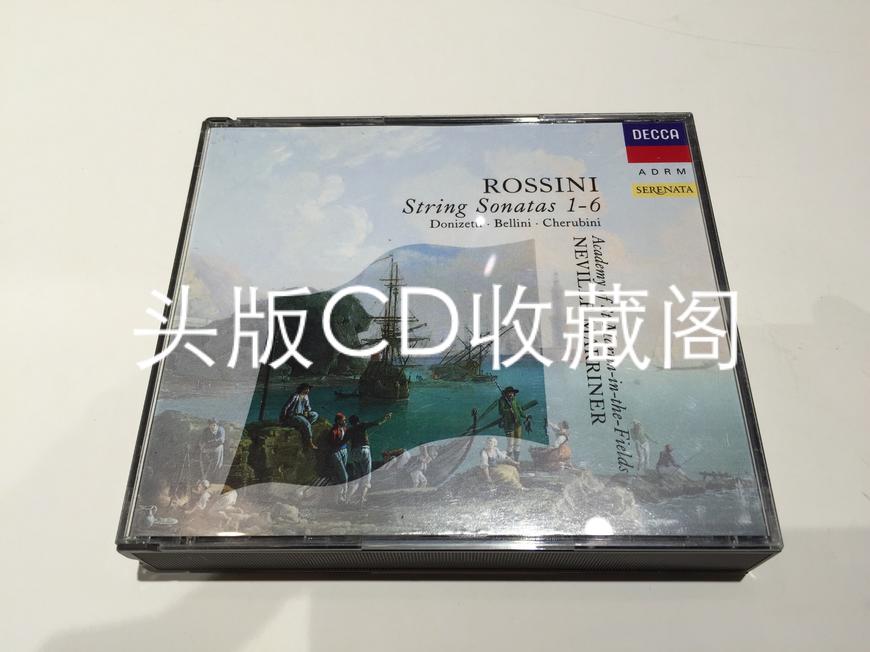 DECCA
ADRM
SERENATA
ROSSINI
String Sonatas 1-6
Donizetti · Bellini · Cherubini
Academy of St Martin-in-the-Fields
NEVILLE MARRINER
头版CD收藏阁